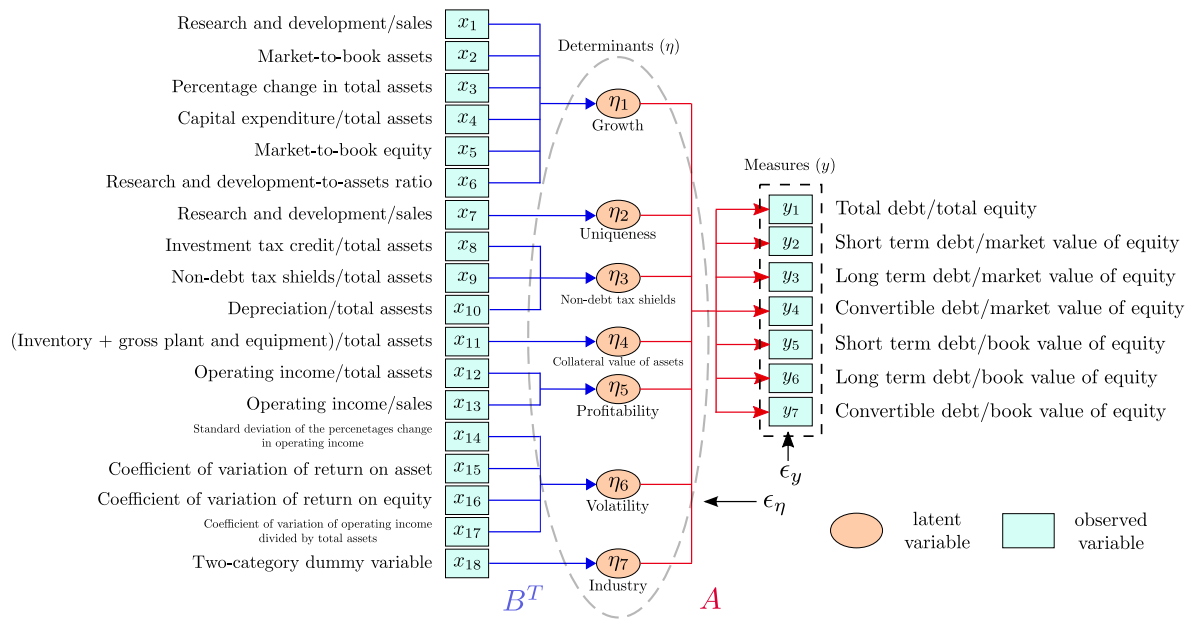 Research and development/sales
x1
Market-to-book assets
x2
Percentage change in total assets
x3
Capital expenditure/total assets
x4
Market-to-book equity
x5
Research and development-to-assets ratio
x6
Research and development/sales
x7
Investment tax credit/total assets
x8
Non-debt tax shields/total assets
x9
Depreciation/total assests
x10
(Inventory + gross plant and equipment)/total assets
x11
Operating income/total assets
x12
Operating income/sales
x13
Standard deviation of the percenetages change
in operating income
x14
Coefficient of variation of return on asset
x15
Coefficient of variation of return on equity
x16
Coefficient of variation of operating income
divided by total assets
x17
Two-category dummy variable
x18
B^T
Determinants (η)
η1
Growth
η2
Uniqueness
η3
Non-debt tax shields
η4
Collateral value of assets
η5
Profitability
η6
Volatility
η7
Industry
A
Measures (y)
y1
Total debt/total equity
y2
Short term debt/market value of equity
y3
Long term debt/market value of equity
y4
Convertible debt/market value of equity
y5
Short term debt/book value of equity
y6
Long term debt/book value of equity
y7
Convertible debt/book value of equity
ϵy
ϵη
latent
variable
observed
variable